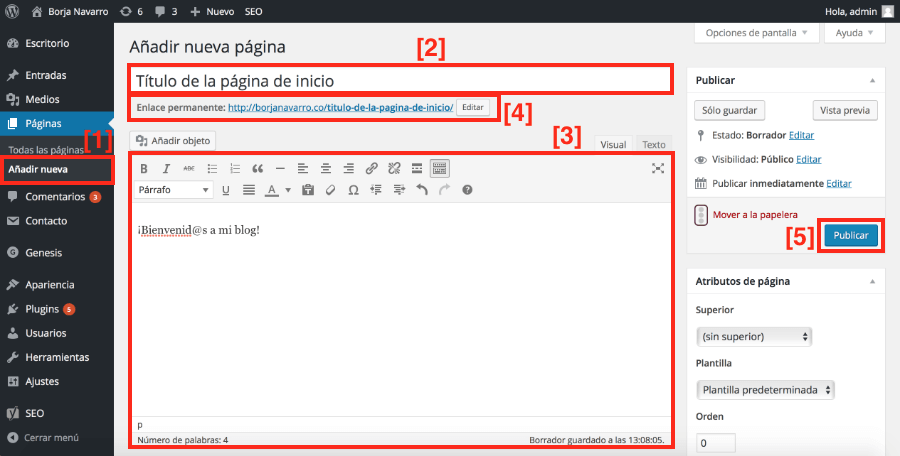 Borja Navarro 6 3 + Nuevo SEO Hola, admin
Escritorio
Entradas
Medios
Páginas
[1]
Todas las páginas
Añadir nueva
Comentarios 3
Contacto
Genesis
Apariencia
Plugins 5
Usuarios
Herramientas
Ajustes
SEO
Cerrar menú
Opciones de pantalla Ayuda
Añadir nueva página
[2]
Título de la página de inicio
Enlace permanente: http://borjanavarro.co/titulo-de-la-pagina-de-inicio/ Editar
[4]
Añadir objeto
[3]
Visual Texto
B I ABC
Párrafo U A Ω
¡Bienvenid@s a mi blog!
p
Número de palabras: 4 Borrador guardado a las 13:08:05.
Publicar
Sólo guardar Vista previa
Estado: Borrador Editar
Visibilidad: Público Editar
Publicar inmediatamente Editar
Mover a la papelera
[5]
Publicar
Atributos de página
Superior
(sin superior)
Plantilla
Plantilla predeterminada
Orden
0